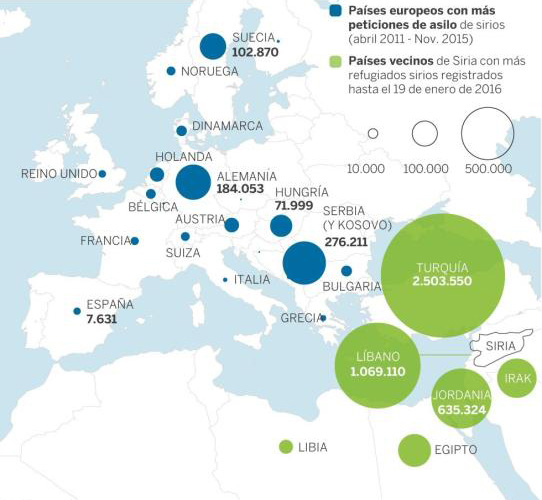 Países europeos con más
peticiones de asilo de sirios
(abril 2011 - Nov. 2015)
Países vecinos de Siria con más
refugiados sirios registrados
hasta el 19 de enero de 2016
10.000
100.000
500.000
SUECIA
102.870
NORUEGA
DINAMARCA
HOLANDA
REINO UNIDO
ALEMANÍA
184.053
BÉLGICA
HUNGRÍA
71.999
AUSTRIA
SERBIA
(Y KOSOVO)
276.211
FRANCIA
SUIZA
ITALIA
BULGARIA
TURQUÍA
2.503.550
ESPAÑA
7.631
GRECIA
SIRIA
LÍBANO
1.069.110
IRAK
JORDANIA
635.324
LIBIA
EGIPTO